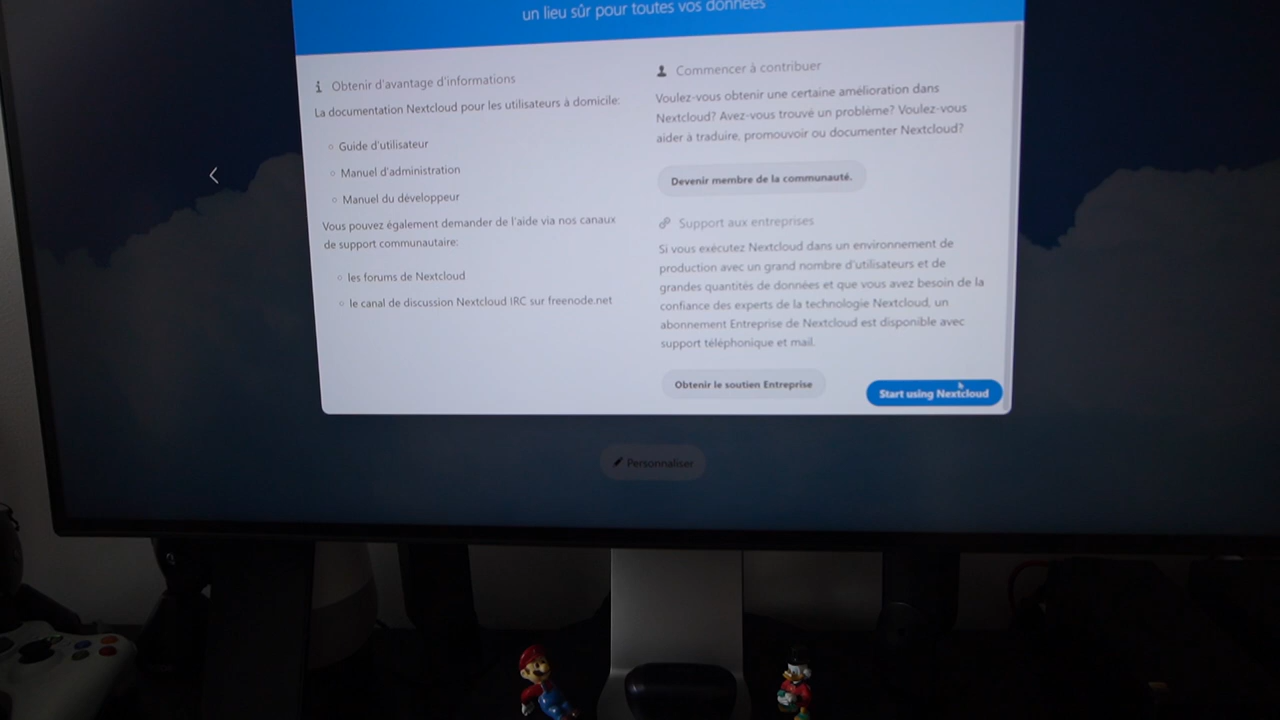 un lieu sûr pour toutes vos données
Obtenir d'avantage d'informations
La documentation Nextcloud pour les utilisateurs à domicile:
Guide d'utilisateur
Manuel d'administration
Manuel du développeur
Vous pouvez également demander de l'aide via nos canaux
de support communautaire:
les forums de Nextcloud
le canal de discussion Nextcloud IRC sur freenode.net
Commencer à contribuer
Voulez-vous obtenir une certaine amélioration dans
Nextcloud? Avez-vous trouvé un problème? Voulez-vous
aider à traduire, promouvoir ou documenter Nextcloud?
Devenir membre de la communauté.
Support aux entreprises
Si vous exécutez Nextcloud dans un environnement de
production avec un grand nombre d'utilisateurs et de
grandes quantités de données et que vous avez besoin de la
confiance des experts de la technologie Nextcloud, un
abonnement Entreprise de Nextcloud est disponible avec
support téléphonique et mail.
Obtenir le soutien Entreprise
Start using Nextcloud
Personnaliser